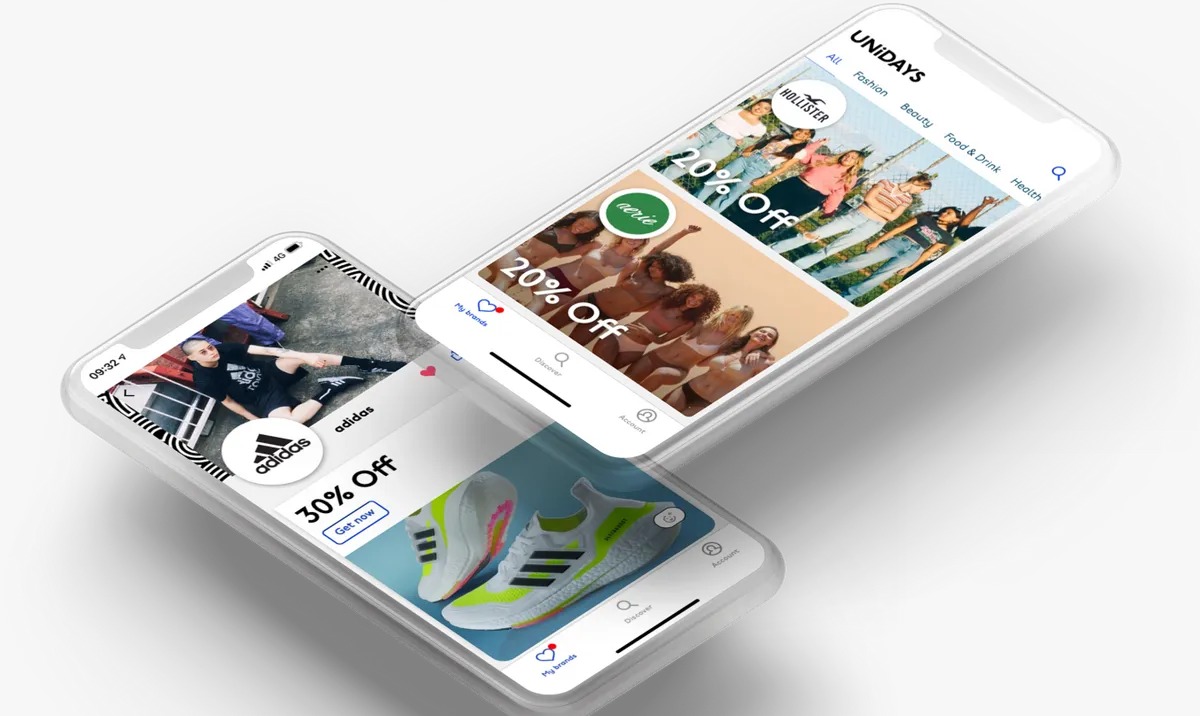 UNiDAYS
All Fashion Beauty Food & Drink Health
HOLLISTER
20% Off
aerie
20% Off
My brands
Discover
Account
09:32
4G
adidas
adidas
adidas
30% Off
Get now
My brands
Discover
Account